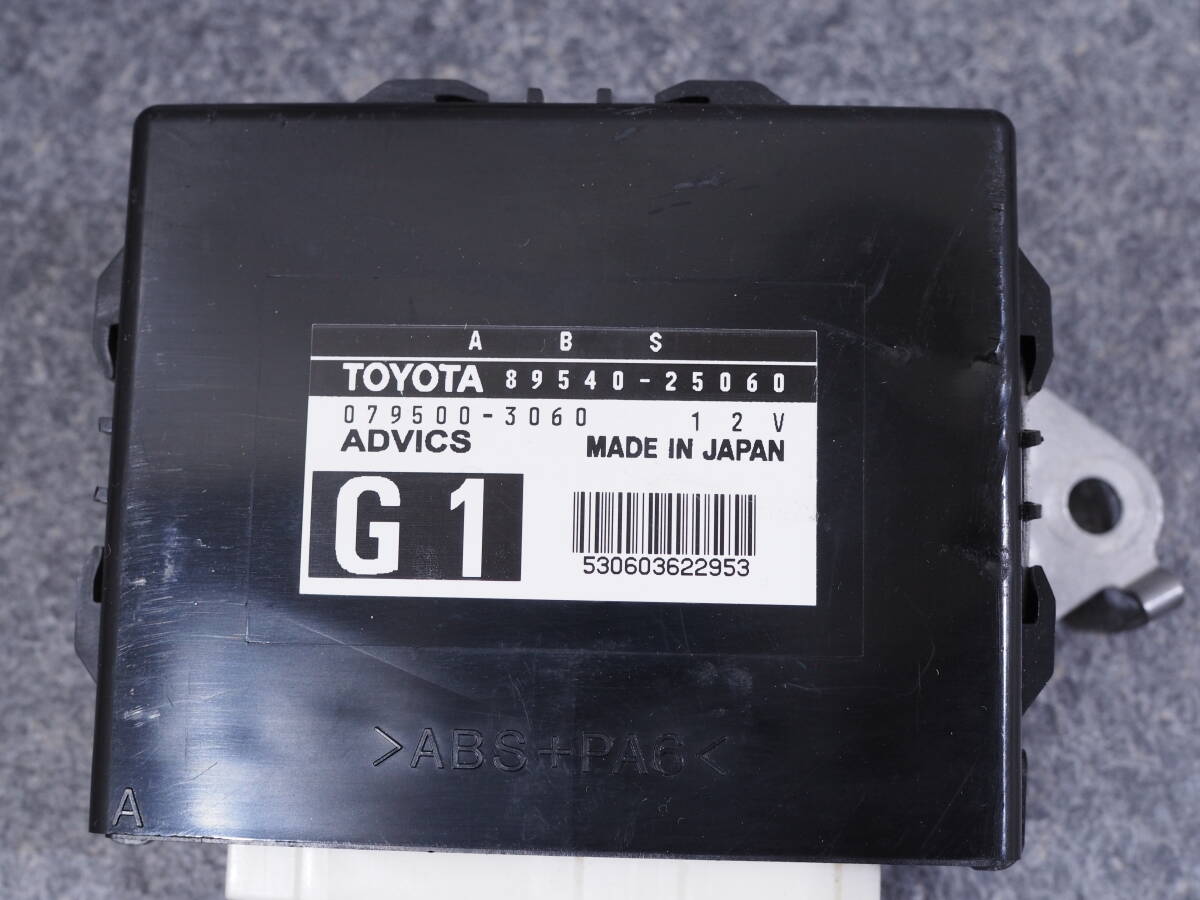 A B S
TOYOTA 89540-25060
079500-3060 12V
ADVICS MADE IN JAPAN
G1
530603622953
>ABS+PA6<
A